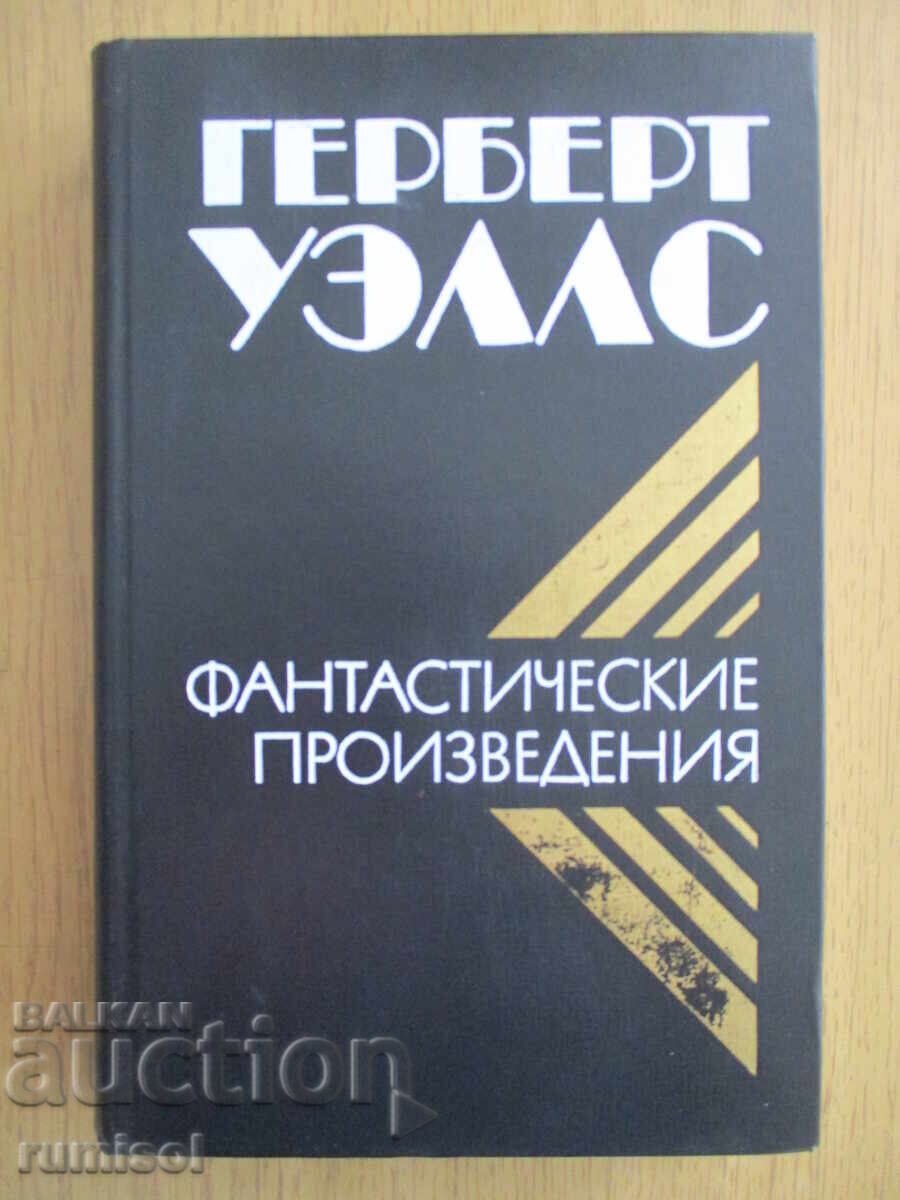 ГЕРБЕРТ
УЭЛЛС
ФАНТАСТИЧЕСКИЕ
ПРОИЗВЕДЕНИЯ
BALKAN
auction
rumisol